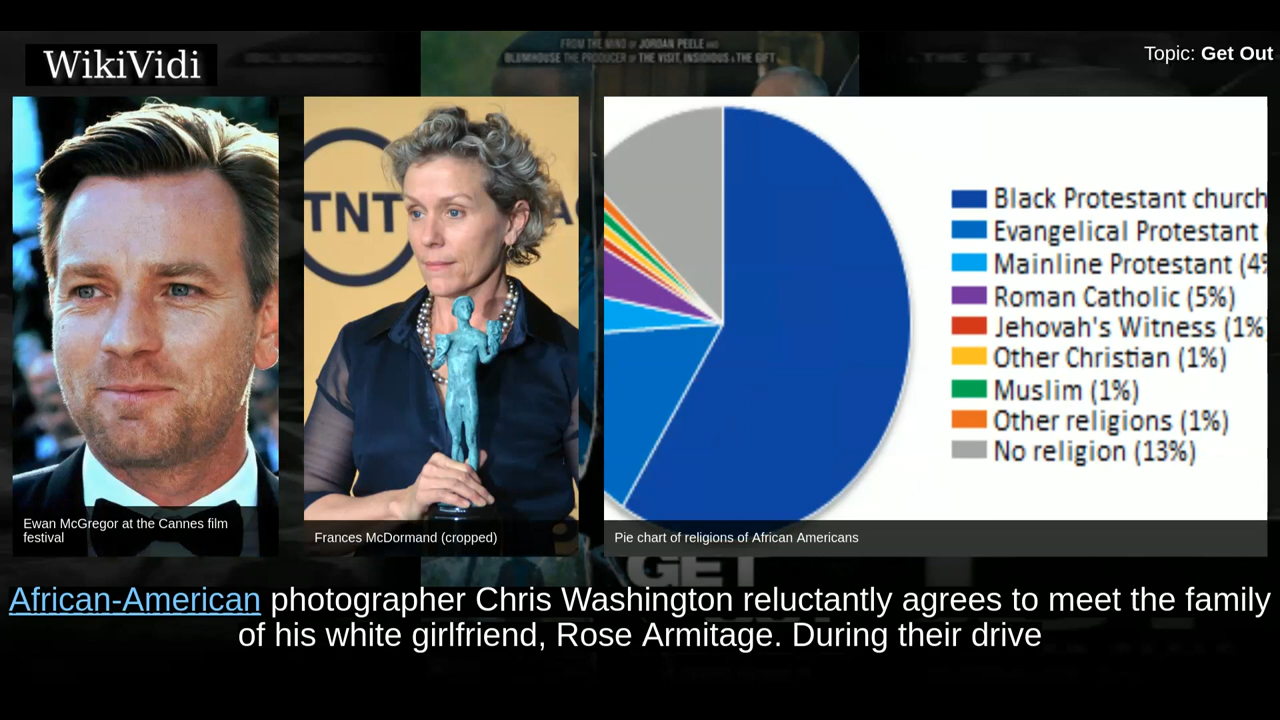 FROM THE MIND OF JORDAN PEELE AND
BLUMHOUSE THE PRODUCER OF THE VISIT, INSIDIOUS & THE GIFT
WikiVidi
Topic: Get Out
TNT
Black Protestant church
Evangelical Protestant
Mainline Protestant (4%
Roman Catholic (5%)
Jehovah's Witness (1%)
Other Christian (1%)
Muslim (1%)
Other religions (1%)
No religion (13%)
Ewan McGregor at the Cannes film
festival
Frances McDormand (cropped)
Pie chart of religions of African Americans
GET
African-American photographer Chris Washington reluctantly agrees to meet the family
of his white girlfriend, Rose Armitage. During their drive